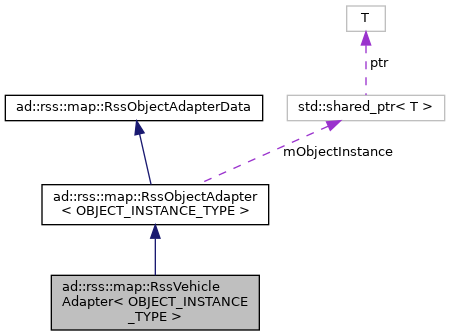 T
ptr
ad::rss::map::RssObjectAdapterData
std::shared_ptr< T >
mObjectInstance
ad::rss::map::RssObjectAdapter
< OBJECT_INSTANCE_TYPE >
ad::rss::map::RssVehicle
Adapter< OBJECT_INSTANCE
_TYPE >